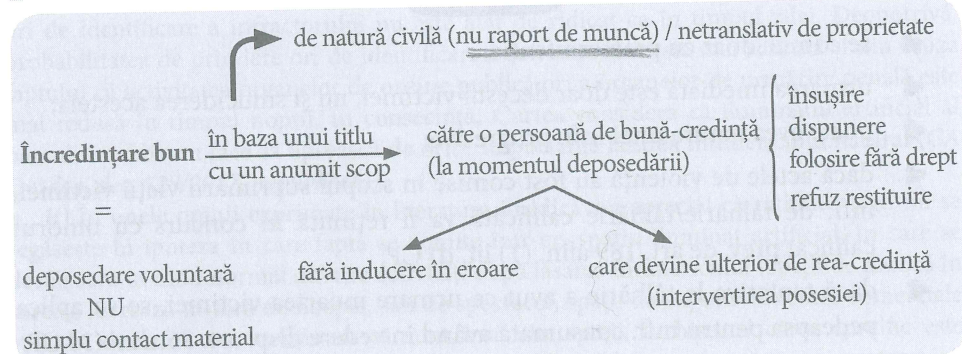 de natură civilă (nu raport de muncă) / netranslativ de proprietate
Încredințare bun
în baza unui titlu
cu un anumit scop
către o persoană de bună-credință
(la momentul deposedării)
însușire
dispunere
folosire fără drept
refuz restituire
=
deposedare voluntară
NU
simplu contact material
fără inducere în eroare
care devine ulterior de rea-credință
(intervertirea posesiei)